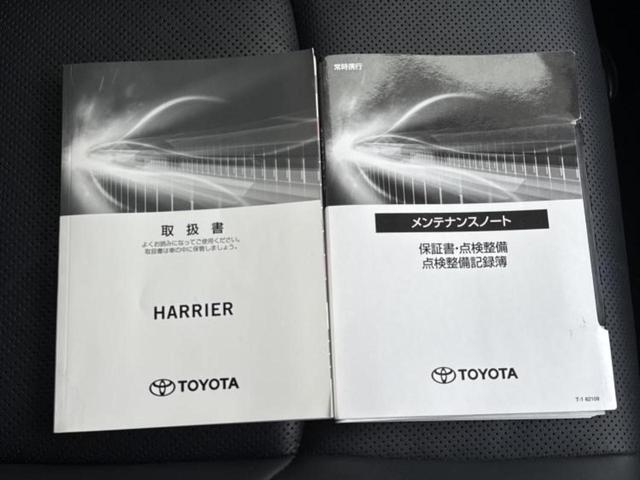 取扱書
よくお読みになってご使用ください。
取扱書は車の中に保管しましょう。
HARRIER
TOYOTA
常時携行
メンテナンスノート
保証書・点検整備
点検整備記録簿
TOYOTA
T-1 62109